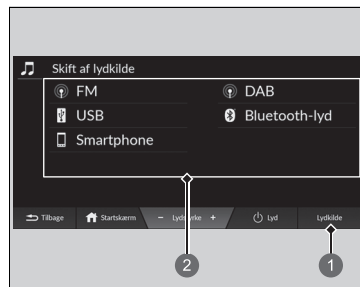 Skift af lydkilde
FM
DAB
USB
Bluetooth-lyd
Smartphone
Tilbage
Startskærm
− Lydstyrke +
Lyd
Lydkilde
2
1